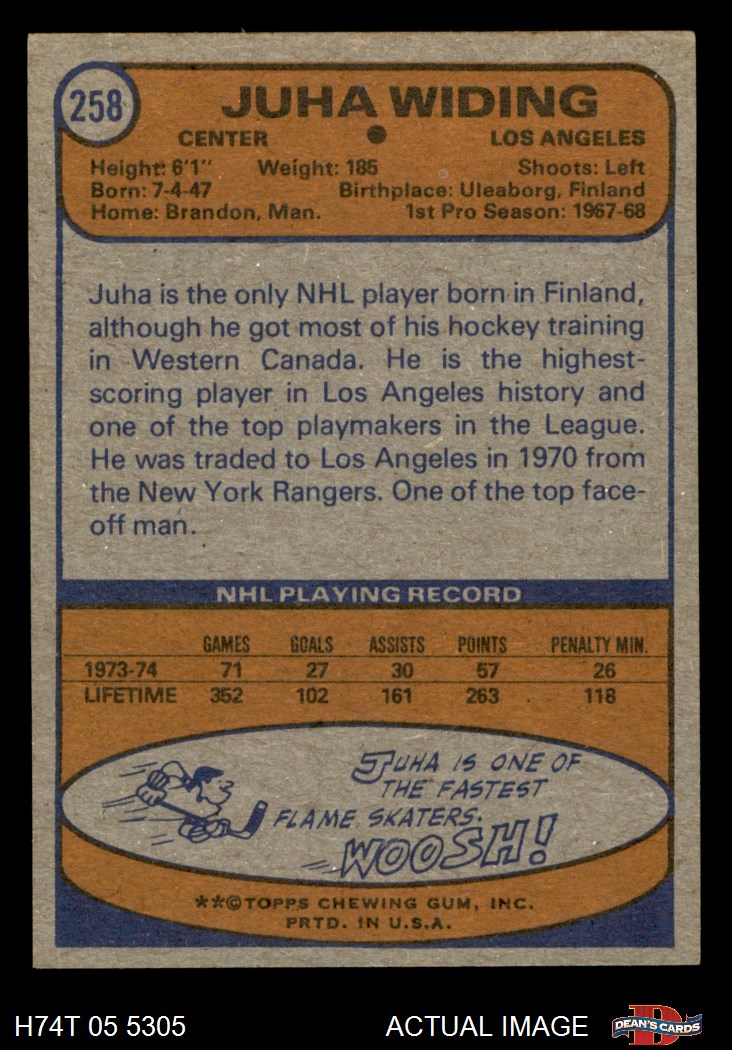 258
JUHA WIDING
CENTER ● LOS ANGELES
Height: 6'1" Weight: 185 Shoots: Left
Born: 7-4-47 Birthplace: Uleaborg, Finland
Home: Brandon, Man. 1st Pro Season: 1967-68
Juha is the only NHL player born in Finland,
although he got most of his hockey training
in Western Canada. He is the highest-
scoring player in Los Angeles history and
one of the top playmakers in the League.
He was traded to Los Angeles in 1970 from
the New York Rangers. One of the top face-
off man.
NHL PLAYING RECORD
GAMES GOALS ASSISTS POINTS PENALTY MIN.
1973-74 71 27 30 57 26
LIFETIME 352 102 161 263 118
JUHA IS ONE OF
THE FASTEST
FLAME SKATERS.
WOOSH!
**©TOPPS CHEWING GUM, INC.
PRTD. IN U.S.A.
H74T 05 5305 ACTUAL IMAGE D DEAN'S CARDS